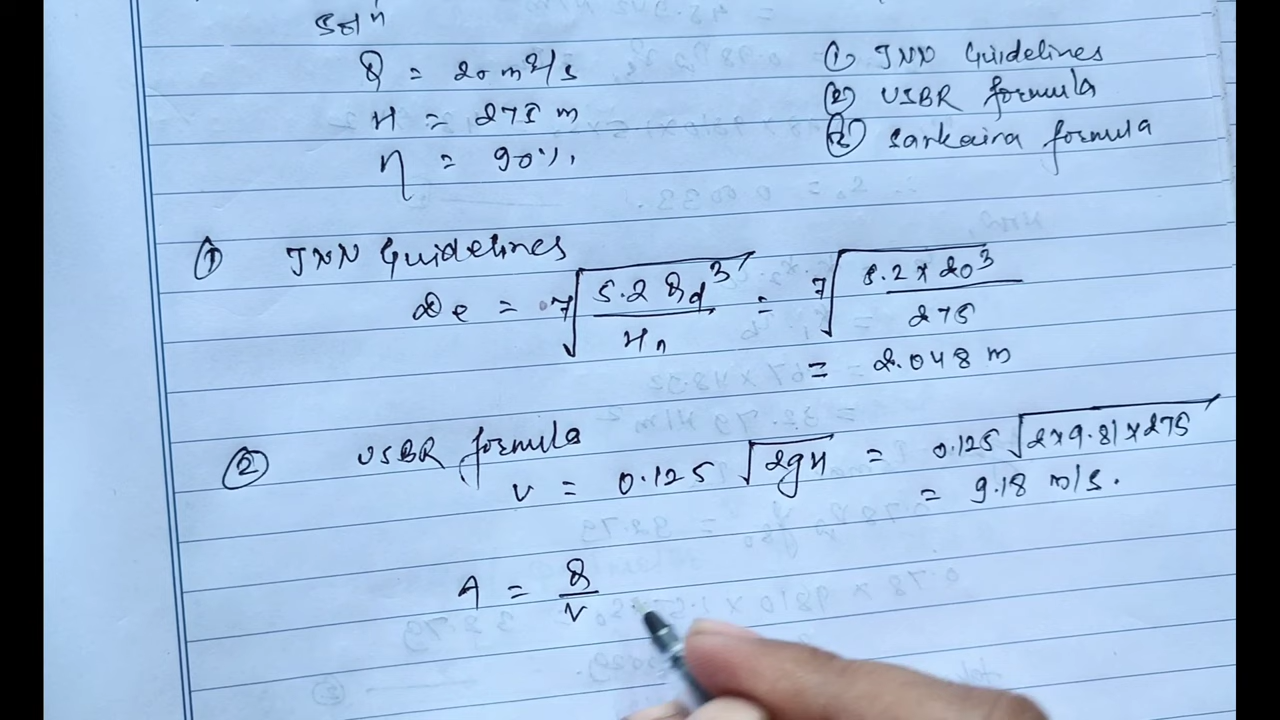 Solⁿ
Q = 20 m³/s
H = 275 m
η = 90%
① JNN Guidelines
② USBR formula
③ Sarkaira formula
① JNN Guidelines
De = ⁷√(5.2 Qd³ / Hn) = ⁷√(5.2 × 20³ / 275)
= 2.048 m
② USBR formula
v = 0.125 √(2gH) = 0.125 √(2×9.81×275)
= 9.18 m/s.
A = Q / v